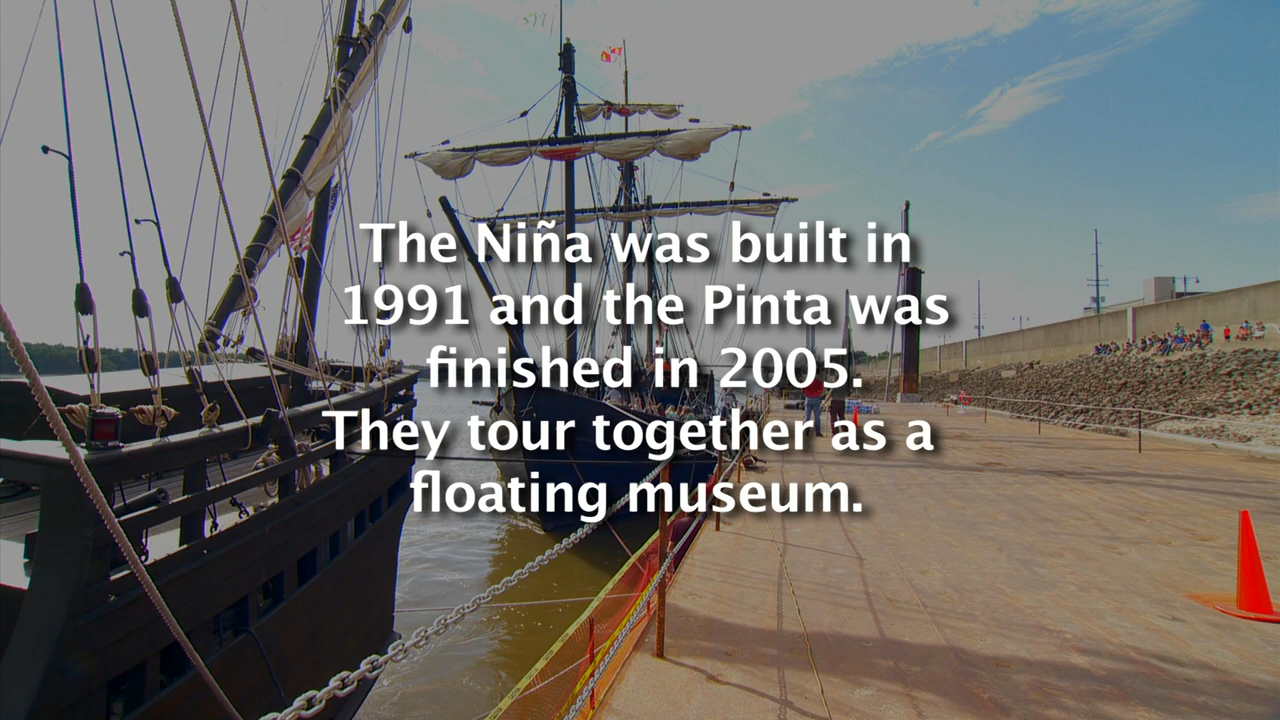 The Niña was built in
1991 and the Pinta was
finished in 2005.
They tour together as a
floating museum.